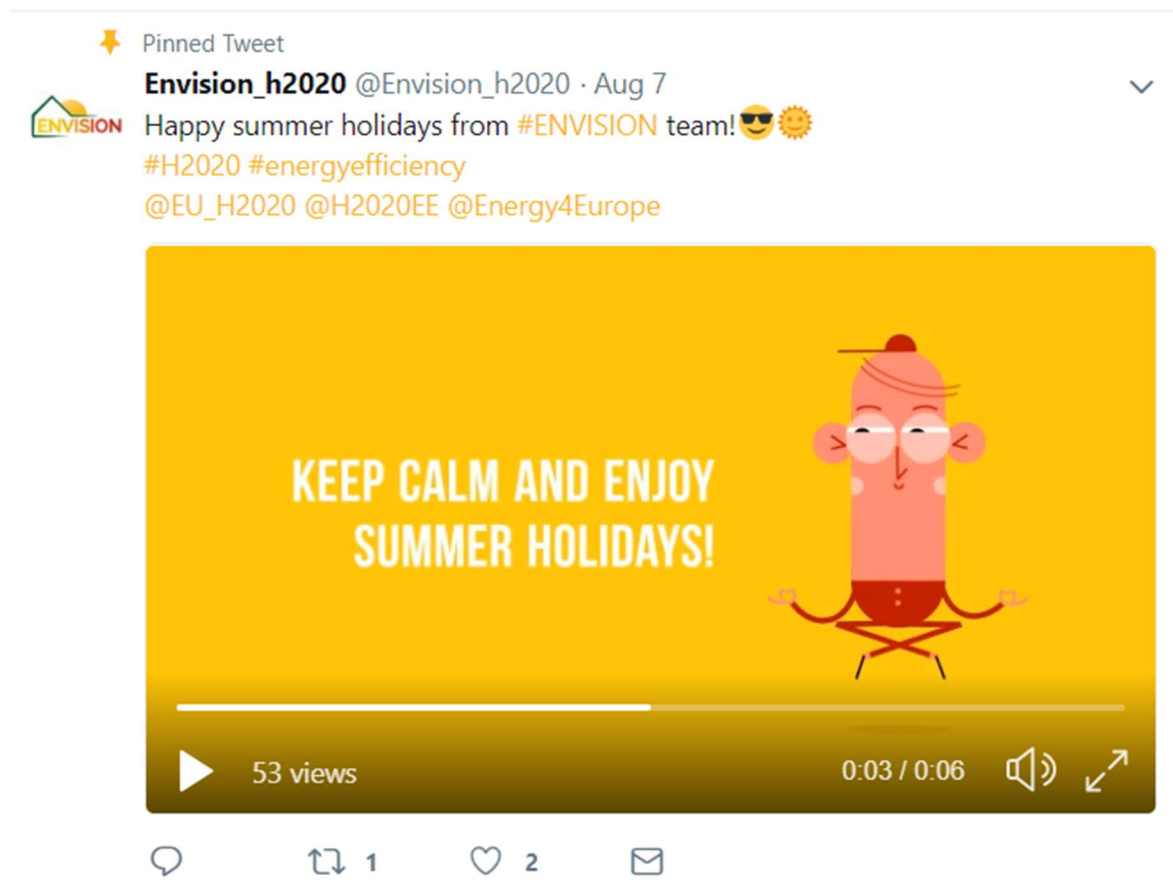 Pinned Tweet
Envision_h2020 @Envision_h2020 · Aug 7
ENVISION
Happy summer holidays from #ENVISION team!😎🌞
#H2020 #energyefficiency
@EU_H2020 @H2020EE @Energy4Europe
KEEP CALM AND ENJOY
SUMMER HOLIDAYS!
53 views
0:03 / 0:06
1
2